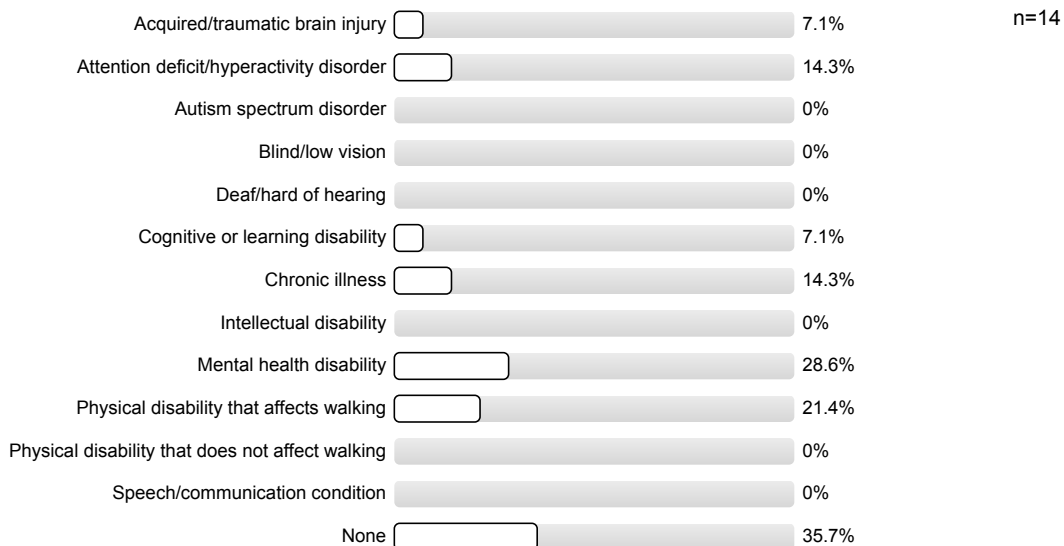 Acquired/traumatic brain injury 7.1% n=14
Attention deficit/hyperactivity disorder 14.3%
Autism spectrum disorder 0%
Blind/low vision 0%
Deaf/hard of hearing 0%
Cognitive or learning disability 7.1%
Chronic illness 14.3%
Intellectual disability 0%
Mental health disability 28.6%
Physical disability that affects walking 21.4%
Physical disability that does not affect walking 0%
Speech/communication condition 0%
None 35.7%